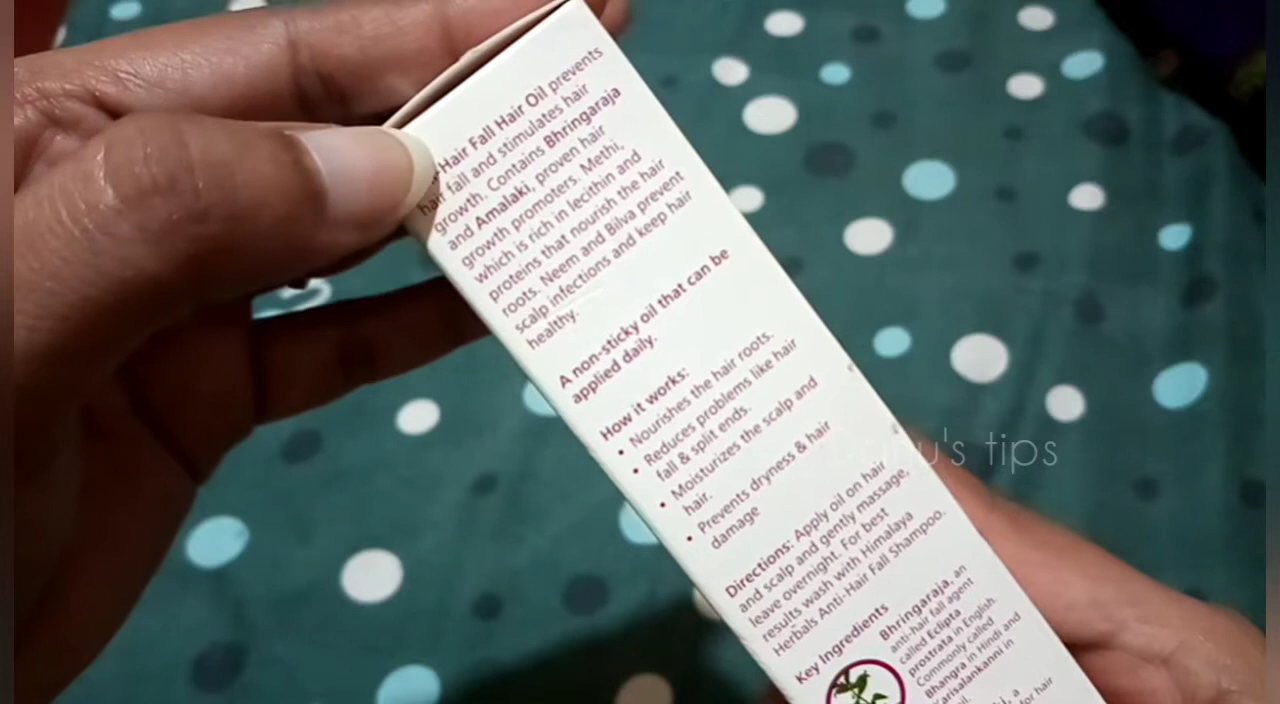 Hair Fall Hair Oil prevents
hair fall and stimulates hair
growth. Contains Bhringaraja
and Amalaki, proven hair
growth promoters. Methi,
which is rich in lecithin and
proteins that nourish the hair
roots. Neem and Bilva prevent
scalp infections and keep hair
healthy.
A non-sticky oil that can be
applied daily.
How it works:
• Nourishes the hair roots.
• Reduces problems like hair
fall & split ends.
• Moisturizes the scalp and
hair.
• Prevents dryness & hair
damage
Directions: Apply oil on hair
and scalp and gently massage,
leave overnight. For best
results wash with Himalaya
Herbals Anti-Hair Fall Shampoo.
Key Ingredients
Bhringaraja, an
anti-hair fall agent
called Eclipta
prostrata in English.
Commonly called
Bhangra in Hindi and
Karisalankanni in
tips